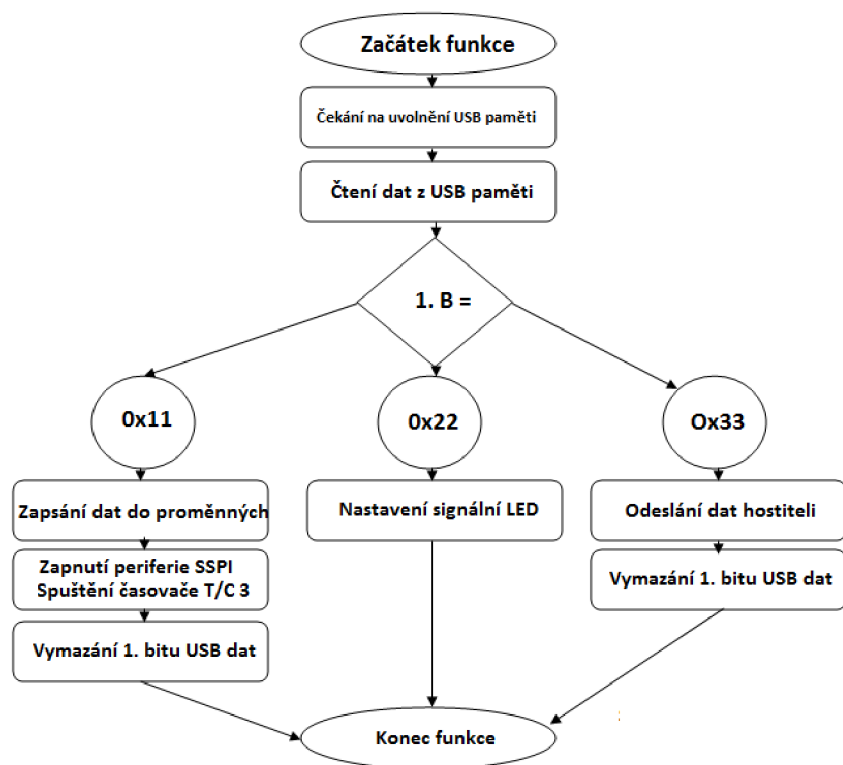 Začátek funkce
Čekání na uvolnění USB paměti
Čtení dat z USB paměti
1. B =
0x11
0x22
Ox33
Zapsání dat do proměnných
Nastavení signální LED
Odeslání dat hostiteli
Zapnutí periferie SSPI
Spuštění časovače T/C 3
Vymazání 1. bitu USB dat
Vymazání 1. bitu USB dat
Konec funkce